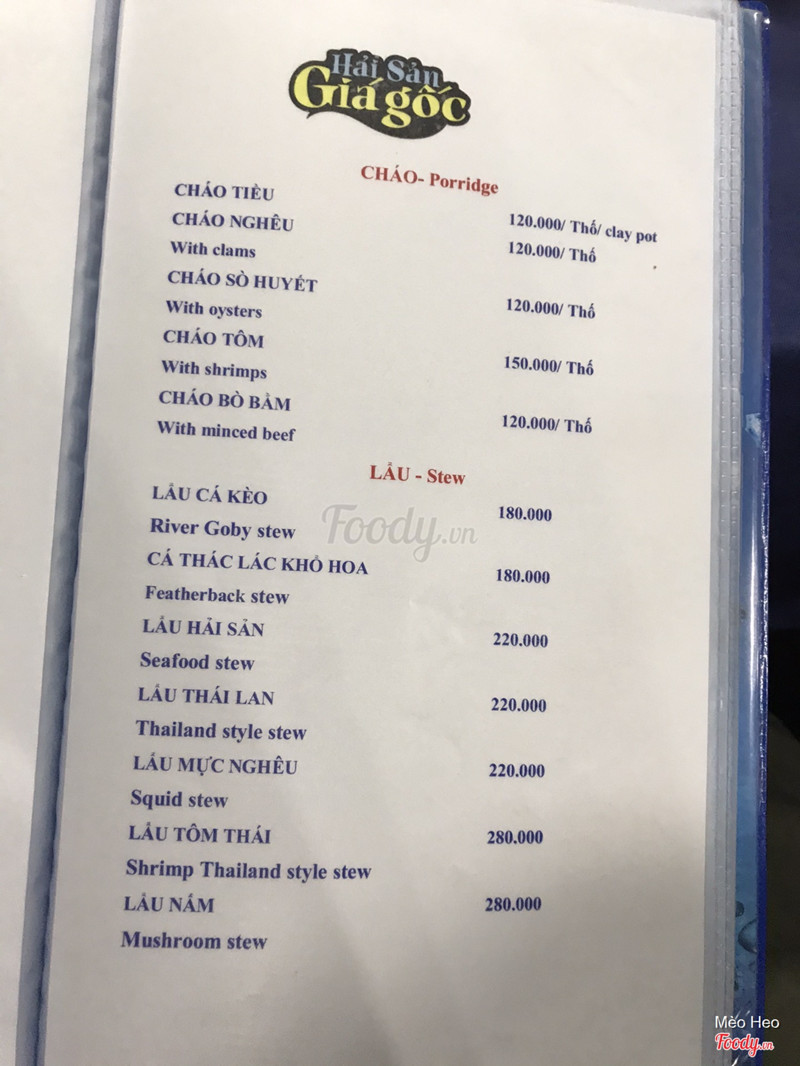 Hải Sản
Giá gốc
CHÁO- Porridge
CHÁO TIỀU 120.000/ Thố/ clay pot
CHÁO NGHÊU 120.000/ Thố
With clams
CHÁO SÒ HUYẾT 120.000/ Thố
With oysters
CHÁO TÔM 150.000/ Thố
With shrimps
CHÁO BÒ BẰM 120.000/ Thố
With minced beef
LẨU - Stew
LẨU CÁ KÈO 180.000
River Goby stew
CÁ THÁC LÁC KHỔ HOA 180.000
Featherback stew
LẨU HẢI SẢN 220.000
Seafood stew
LẨU THÁI LAN 220.000
Thailand style stew
LẨU MỰC NGHÊU 220.000
Squid stew
LẨU TÔM THÁI 280.000
Shrimp Thailand style stew
LẨU NẤM 280.000
Mushroom stew
Foody.vn
Mèo Heo
Foody.vn